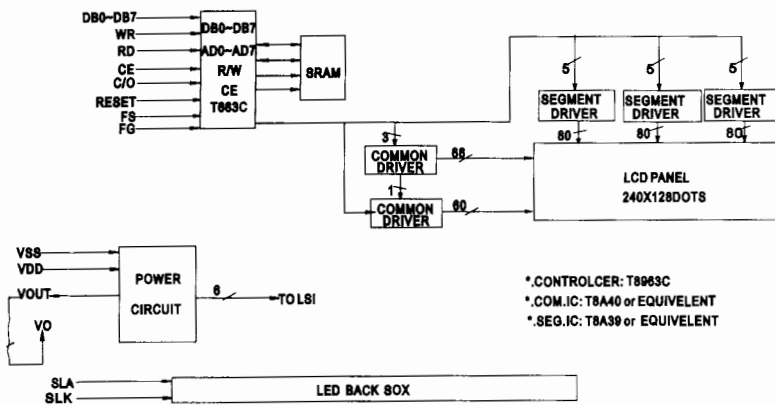 DB0~DB7
WR
RD
CE
C/O
RESET
FS
FG
DB0~DB7
AD0~AD7
R/W
CE
T663C
SRAM
5
5
5
SEGMENT
DRIVER
SEGMENT
DRIVER
SEGMENT
DRIVER
80
80
80
3
COMMON
DRIVER
68
1
COMMON
DRIVER
60
LCD PANEL
240X128DOTS
VSS
VDD
VOUT
VO
POWER
CIRCUIT
6
TO LSI
*.CONTROLCER: T8963C
*.COM.IC: T8A40 or EQUIVELENT
*.SEG.IC: T8A39 or EQUIVELENT
SLA
SLK
LED BACK SOX